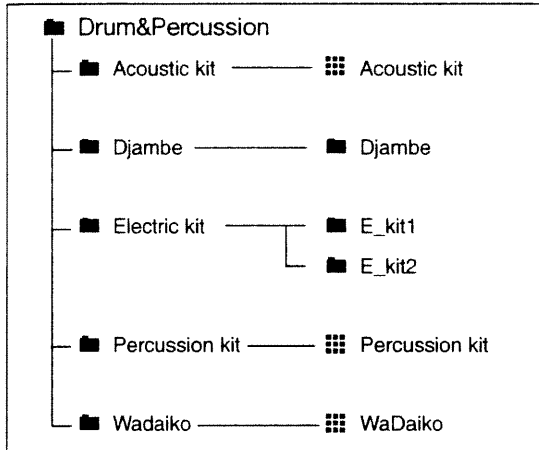 Drum&Percussion
Acoustic kit Acoustic kit
Djambe Djambe
Electric kit E_kit1
E_kit2
Percussion kit Percussion kit
Wadaiko WaDaiko